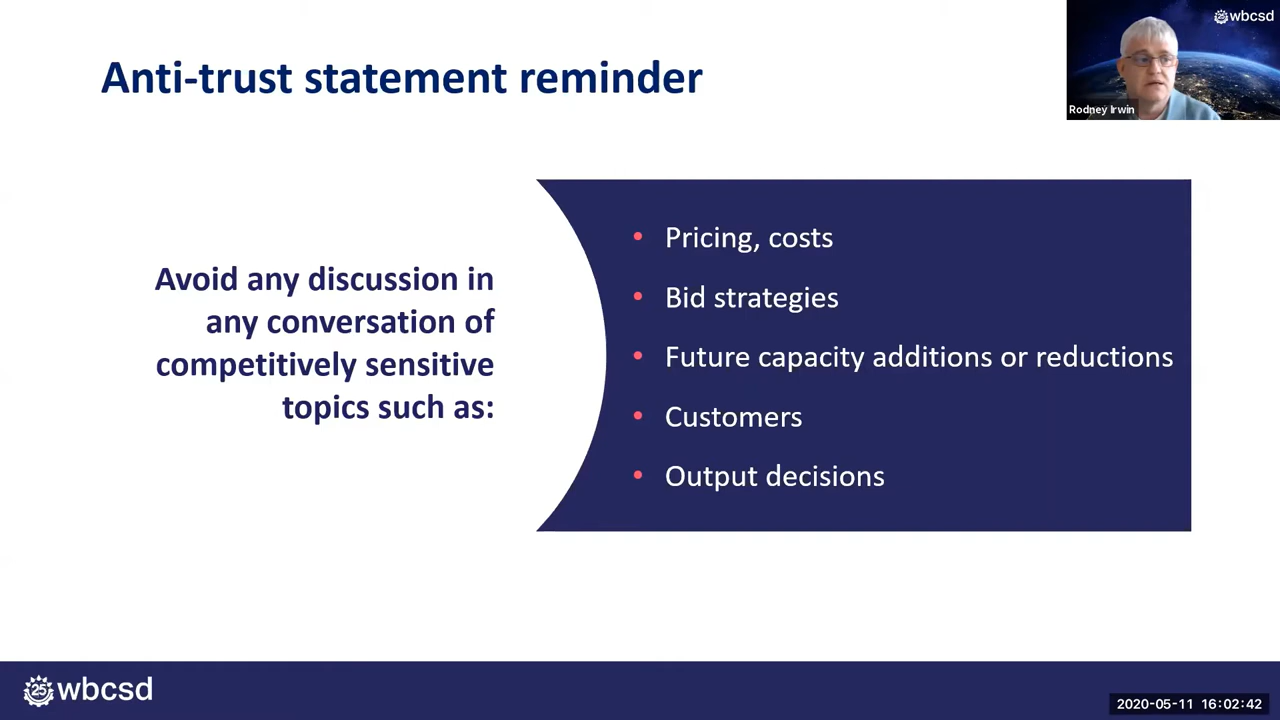 Anti-trust statement reminder
wbcsd
Rodney Irwin
Avoid any discussion in
any conversation of
competitively sensitive
topics such as:
• Pricing, costs
• Bid strategies
• Future capacity additions or reductions
• Customers
• Output decisions
25 wbcsd
2020-05-11 16:02:42